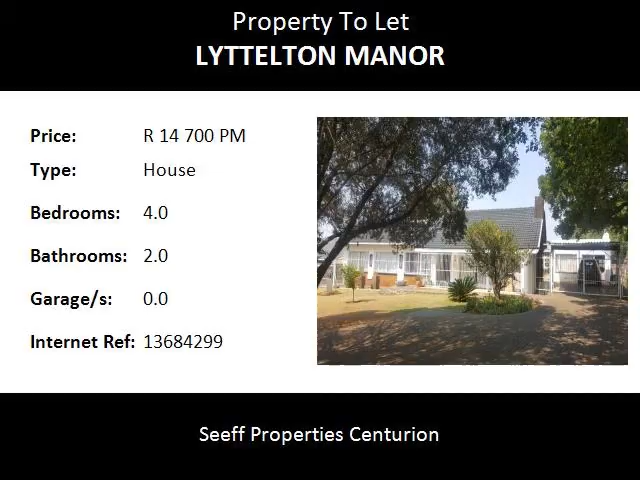 Property To Let
LYTTELTON MANOR
Price: R 14 700 PM
Type: House
Bedrooms: 4.0
Bathrooms: 2.0
Garage/s: 0.0
Internet Ref: 13684299
Seeff Properties Centurion